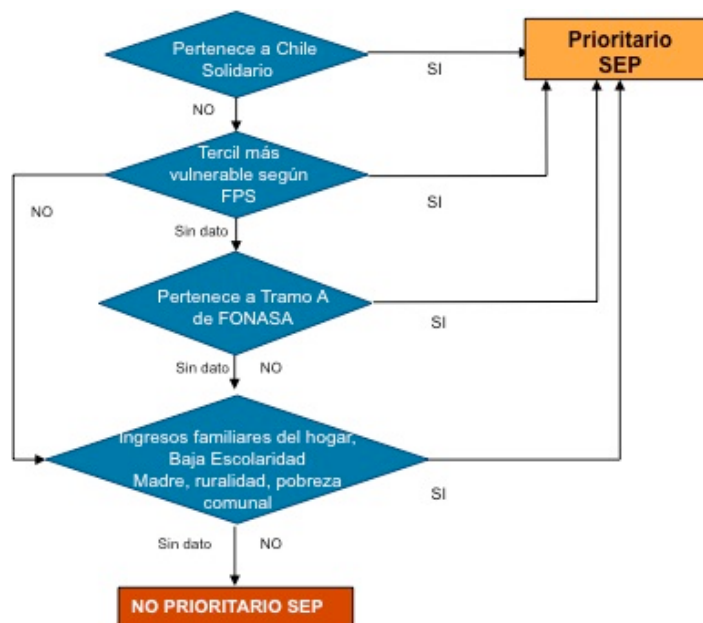 Pertenece a Chile
Solidario
SI
Prioritario
SEP
NO
Tercil más
vulnerable según
FPS
NO
SI
Sin dato
Pertenece a Tramo A
de FONASA
SI
Sin dato
NO
Ingresos familiares del hogar,
Baja Escolaridad
Madre, ruralidad, pobreza
comunal
SI
Sin dato
NO
NO PRIORITARIO SEP